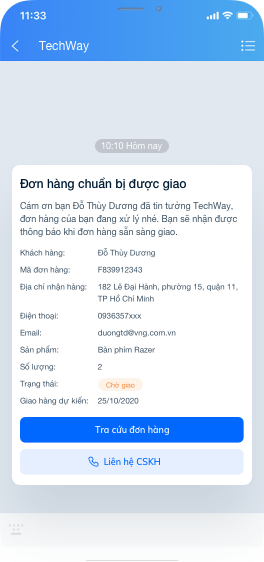 11:33
TechWay
10:10 Hôm nay
Đơn hàng chuẩn bị được giao
Cám ơn bạn Đỗ Thùy Dương đã tin tưởng TechWay,
đơn hàng của bạn đang xử lý nhé. Bạn sẽ nhận được
thông báo khi đơn hàng sẵn sàng giao.
Khách hàng: Đỗ Thùy Dương
Mã đơn hàng: F839912343
Địa chỉ nhận hàng: 182 Lê Đại Hành, phường 15, quận 11,
TP Hồ Chí Minh
Điện thoại: 0936357xxx
Email: duongtd@vng.com.vn
Sản phẩm: Bàn phím Razer
Số lượng: 2
Trạng thái: Chờ giao
Giao hàng dự kiến: 25/10/2020
Tra cứu đơn hàng
Liên hệ CSKH